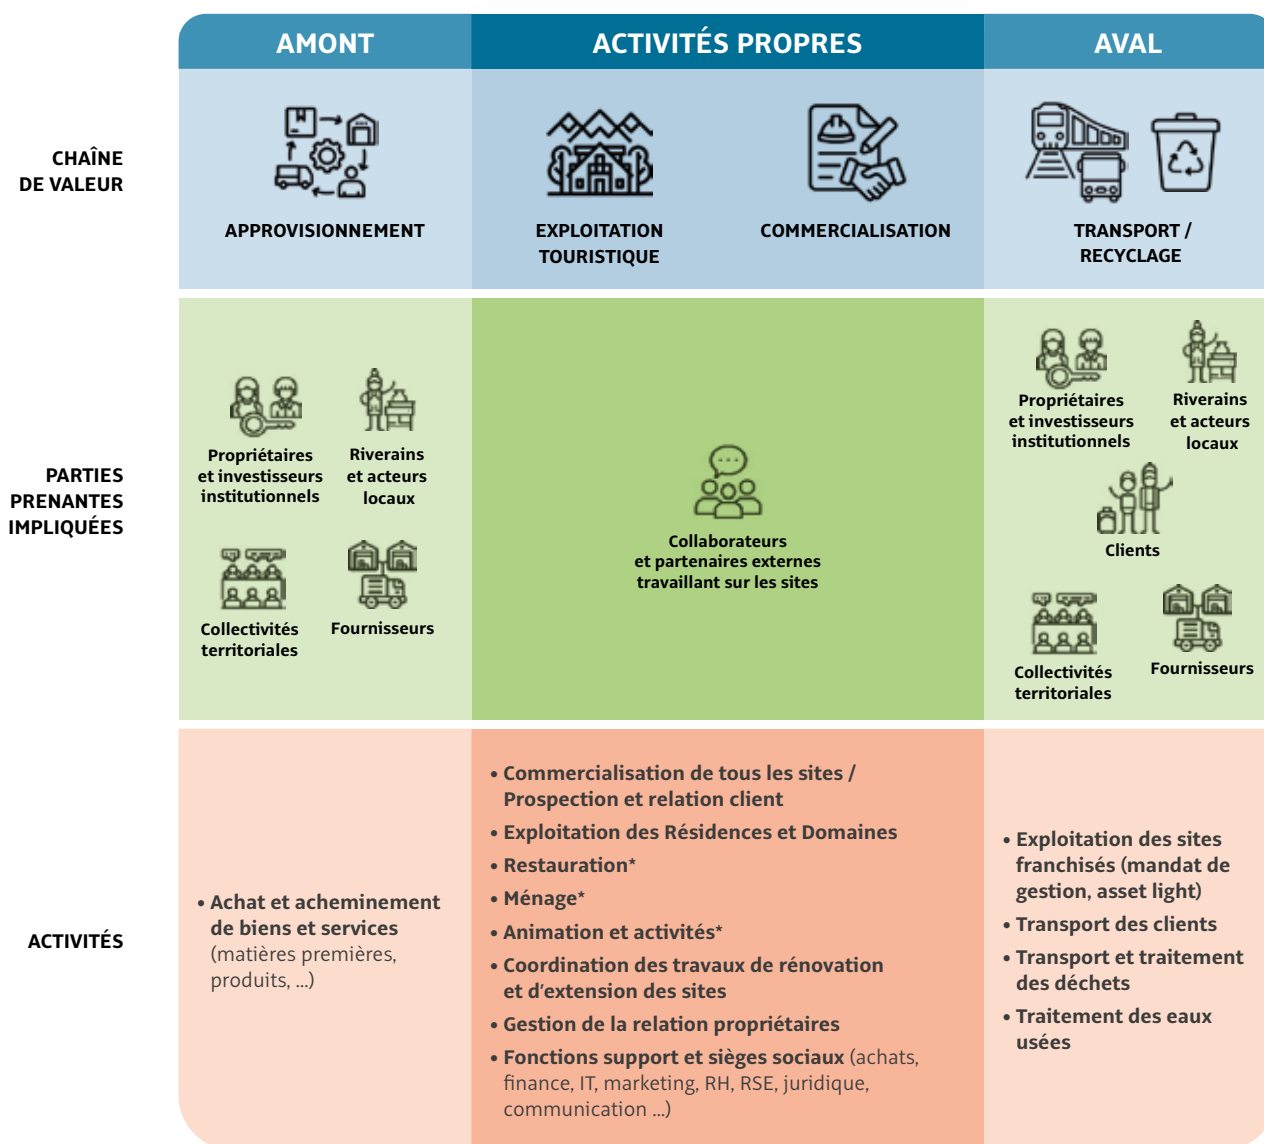 AMONT
ACTIVITÉS PROPRES
AVAL
CHAÎNE
DE VALEUR
APPROVISIONNEMENT
EXPLOITATION
TOURISTIQUE
COMMERCIALISATION
TRANSPORT /
RECYCLAGE
PARTIES
PRENANTES
IMPLIQUÉES
Propriétaires
et investisseurs
institutionnels
Riverains
et acteurs
locaux
Collectivités
territoriales
Fournisseurs
Collaborateurs
et partenaires externes
travaillant sur les sites
Propriétaires
et investisseurs
institutionnels
Riverains
et acteurs
locaux
Clients
Collectivités
territoriales
Fournisseurs
ACTIVITÉS
• Achat et acheminement
de biens et services
(matières premières,
produits, ...)
• Commercialisation de tous les sites /
Prospection et relation client
• Exploitation des Résidences et Domaines
• Restauration*
• Ménage*
• Animation et activités*
• Coordination des travaux de rénovation
et d'extension des sites
• Gestion de la relation propriétaires
• Fonctions support et sièges sociaux (achats,
finance, IT, marketing, RH, RSE, juridique,
communication ...)
• Exploitation des sites
franchisés (mandat de
gestion, asset light)
• Transport des clients
• Transport et traitement
des déchets
• Traitement des eaux
usées